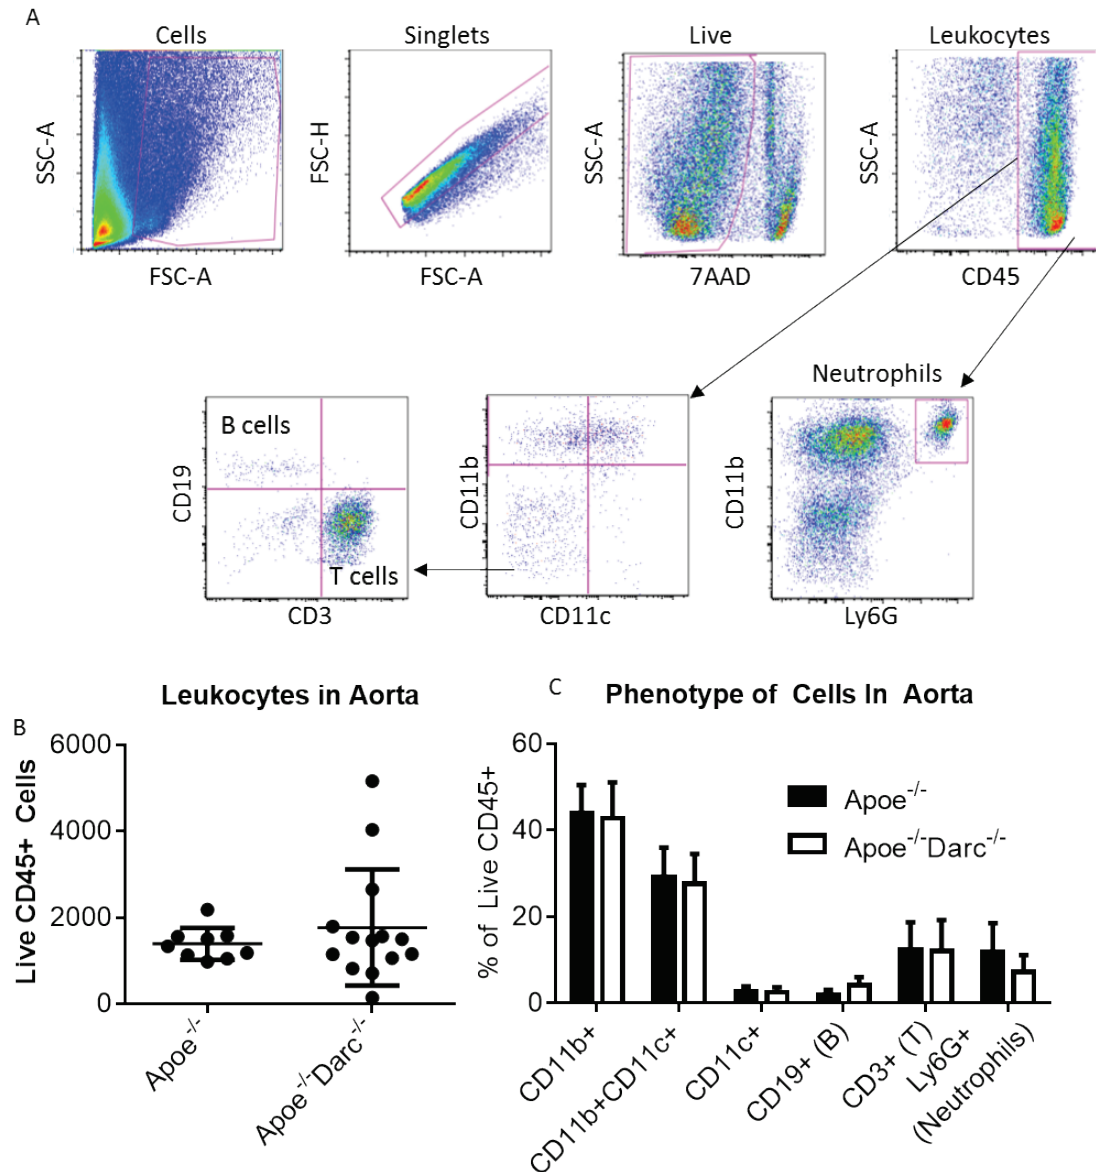 A
Cells
Singlets
Live
Leukocytes
SSC-A
FSC-H
SSC-A
SSC-A
FSC-A
FSC-A
7AAD
CD45
Neutrophils
B cells
CD19
CD11b
CD11b
T cells
CD3
CD11c
Ly6G
B
Leukocytes in Aorta
Live CD45+ Cells
6000
4000
2000
0
Apoe-/-
Apoe-/-Darc-/-
C
Phenotype of Cells In Aorta
% of Live CD45+
60
40
20
0
Apoe-/-
Apoe-/-Darc-/-
CD11b+
CD11b+CD11c+
CD11c+
CD19+ (B)
CD3+ (T)
Ly6G+
(Neutrophils)